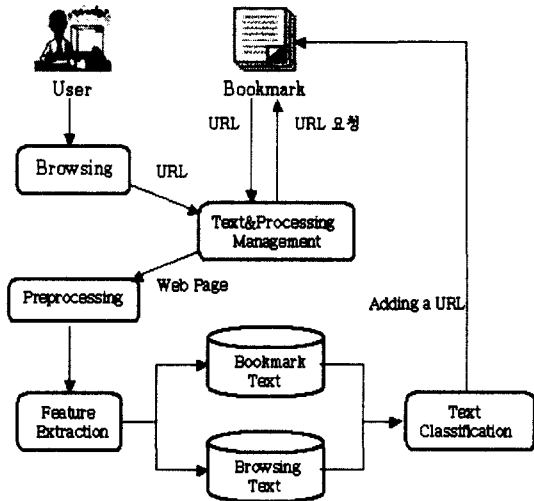 User
Bookmark
URL
URL 요청
Browsing
URL
Text&Processing
Management
Web Page
Preprocessing
Adding a URL
Bookmark
Text
Feature
Extraction
Text
Classification
Browsing
Text